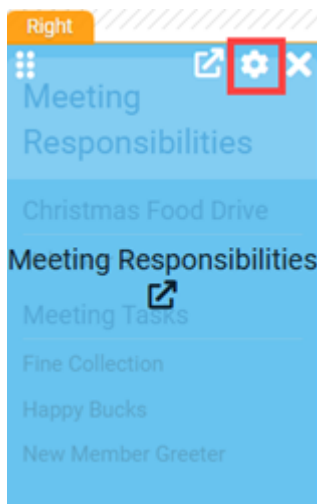 Right
Meeting
Responsibilities
Christmas Food Drive
Meeting Responsibilities
Meeting Tasks
Fine Collection
Happy Bucks
New Member Greeter